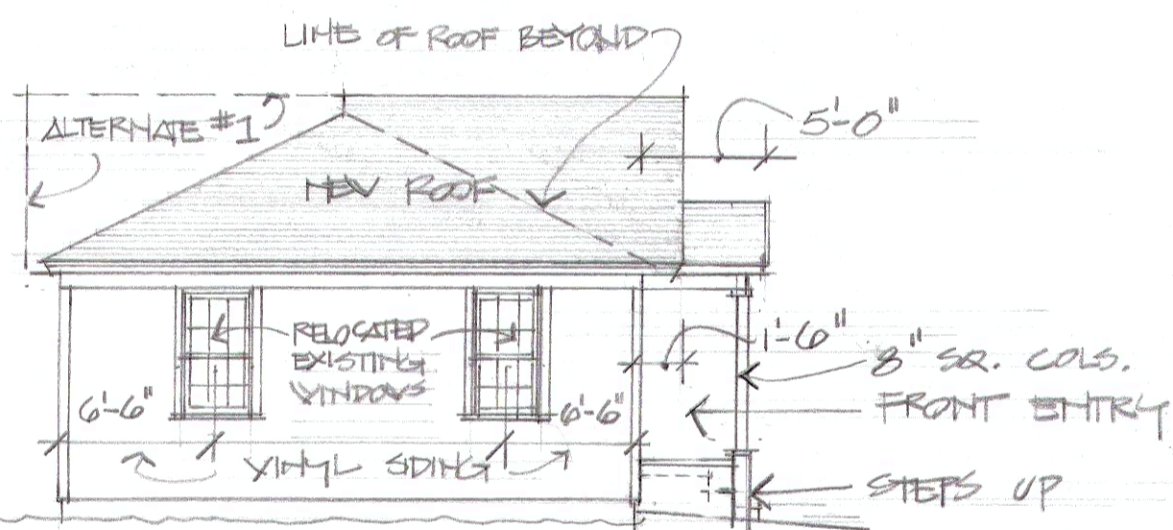 LINE OF ROOF BEYOND
ALTERNATE #1
5'-0"
NEW ROOF
RELOCATED
EXISTING
WINDOWS
1'-6"
8" SQ. COLS.
6'-6"
6'-6"
FRONT ENTRY
VINYL SIDING
STEPS UP